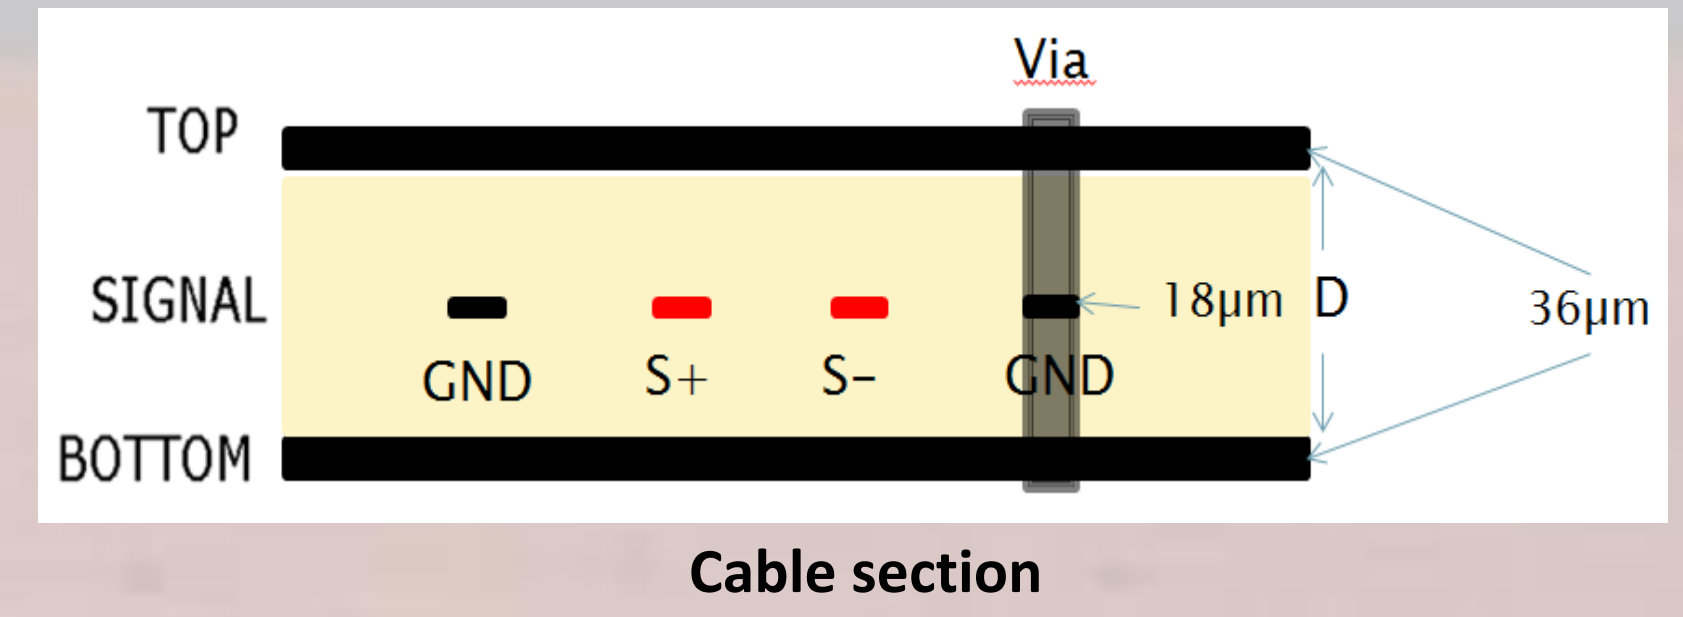 Via
TOP
SIGNAL
18µm
D
36µm
GND
S+
S-
GND
BOTTOM
Cable section